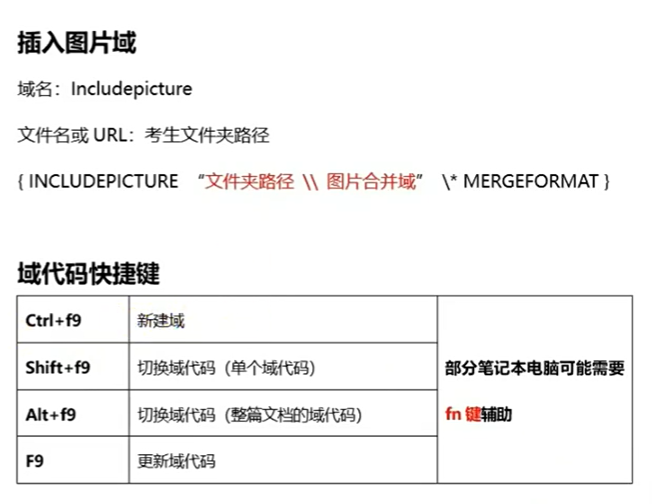 插入图片域
域名：Includepicture
文件名或 URL：考生文件夹路径
{ INCLUDEPICTURE “文件夹路径 \\ 图片合并域” \* MERGEFORMAT }
域代码快捷键
Ctrl+f9 新建域
Shift+f9 切换域代码（单个域代码）
部分笔记本电脑可能需要
Alt+f9 切换域代码（整篇文档的域代码）
fn 键辅助
F9 更新域代码